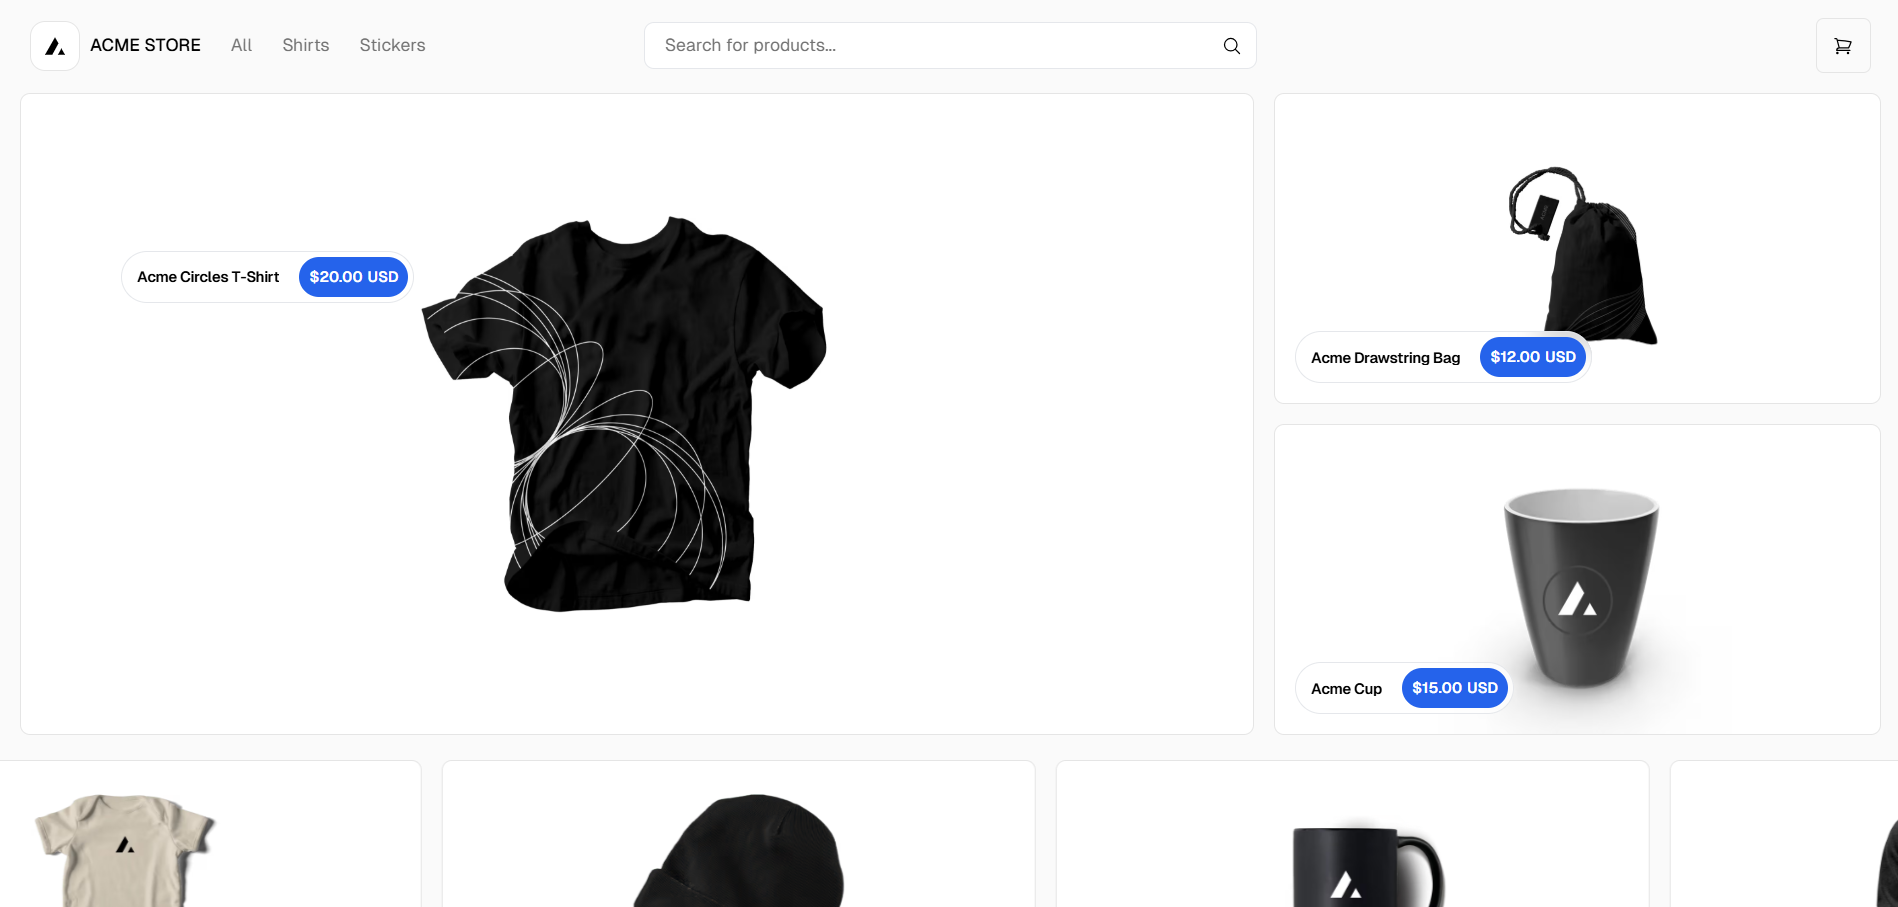 ACME STORE
All
Shirts
Stickers
Search for products...
Acme Circles T-Shirt
$20.00 USD
Acme Drawstring Bag
$12.00 USD
Acme Cup
$15.00 USD